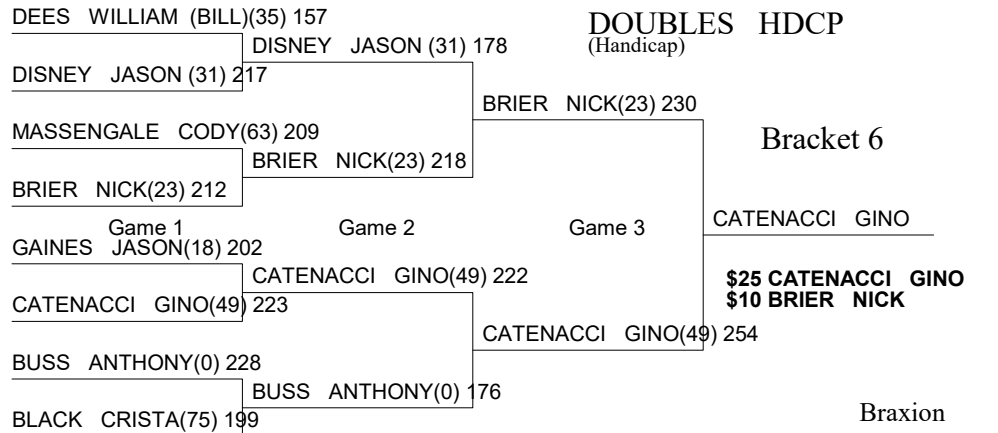 DEES WILLIAM (BILL)(35) 157
DOUBLES HDCP
(Handicap)
DISNEY JASON (31) 178
DISNEY JASON (31) 217
BRIER NICK(23) 230
MASSENGALE CODY(63) 209
Bracket 6
BRIER NICK(23) 218
BRIER NICK(23) 212
Game 1
Game 2
Game 3
CATENACCI GINO
GAINES JASON(18) 202
CATENACCI GINO(49) 222
$25 CATENACCI GINO
$10 BRIER NICK
CATENACCI GINO(49) 223
CATENACCI GINO(49) 254
BUSS ANTHONY(0) 228
BUSS ANTHONY(0) 176
BLACK CRISTA(75) 199
Braxion